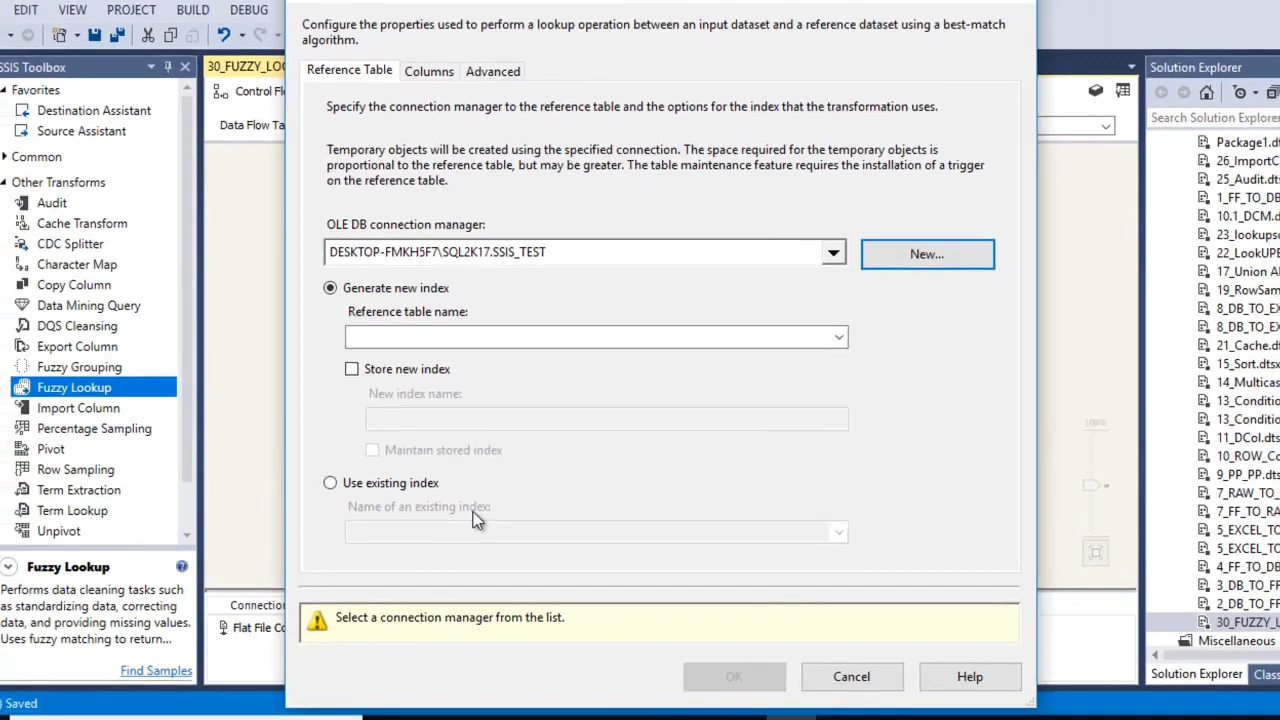 EDIT VIEW PROJECT BUILD DEBUG
SSIS Toolbox
Favorites
Destination Assistant
Source Assistant
Common
Other Transforms
Audit
Cache Transform
CDC Splitter
Character Map
Copy Column
Data Mining Query
DQS Cleansing
Export Column
Fuzzy Grouping
Fuzzy Lookup
Import Column
Percentage Sampling
Pivot
Row Sampling
Term Extraction
Term Lookup
Unpivot
Fuzzy Lookup
Performs data cleaning tasks such
as standardizing data, correcting
data, and providing missing values.
Uses fuzzy matching to return...
Find Samples
Saved
30_FUZZY_LO
Control Fl
Data Flow Ta
Connection
Flat File Co
Configure the properties used to perform a lookup operation between an input dataset and a reference dataset using a best-match
algorithm.
Reference Table Columns Advanced
Specify the connection manager to the reference table and the options for the index that the transformation uses.
Temporary objects will be created using the specified connection. The space required for the temporary objects is
proportional to the reference table, but may be greater. The table maintenance feature requires the installation of a trigger
on the reference table.
OLE DB connection manager:
DESKTOP-FMKH5F7\SQL2K17.SSIS_TEST
New...
Generate new index
Reference table name:
Store new index
New index name:
Maintain stored index
Use existing index
Name of an existing index:
Select a connection manager from the list.
OK Cancel Help
100%
Solution Explorer
Search Solution Explorer
Package1.dt
26_ImportC
25_Audit.dts
1_FF_TO_DB
10.1_DCM.d
23_lookupsc
22_LookUPE
17_Union Al
19_RowSam
8_DB_TO_EX
8_DB_TO_EX
21_Cache.dt
15_Sort.dtsx
14_Multicas
13_Conditio
13_Conditio
11_DCol.dts
10_ROW_Co
9_PP_PP.dts
7_RAW_TO_
7_FF_TO_RA
5_EXCEL_TO
5_EXCEL_TO
4_FF_TO_DB
3_DB_TO_FF
2_DB_TO_FF
30_FUZZY_L
Miscellaneous
Solution Explorer Class